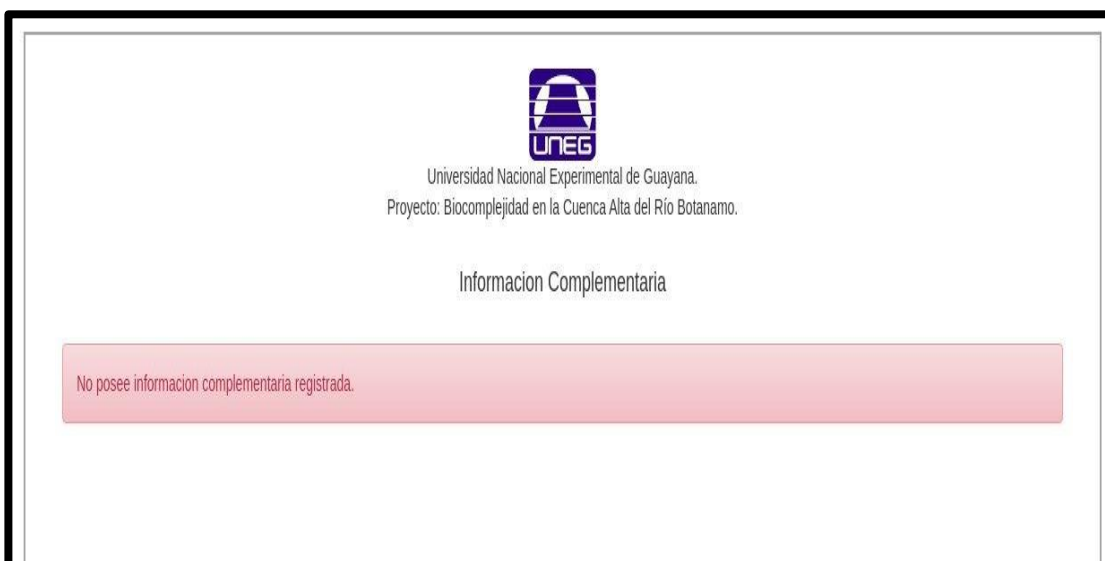 UNEG
Universidad Nacional Experimental de Guayana.
Proyecto: Biocomplejidad en la Cuenca Alta del Río Botanamo.
Informacion Complementaria
No posee informacion complementaria registrada.